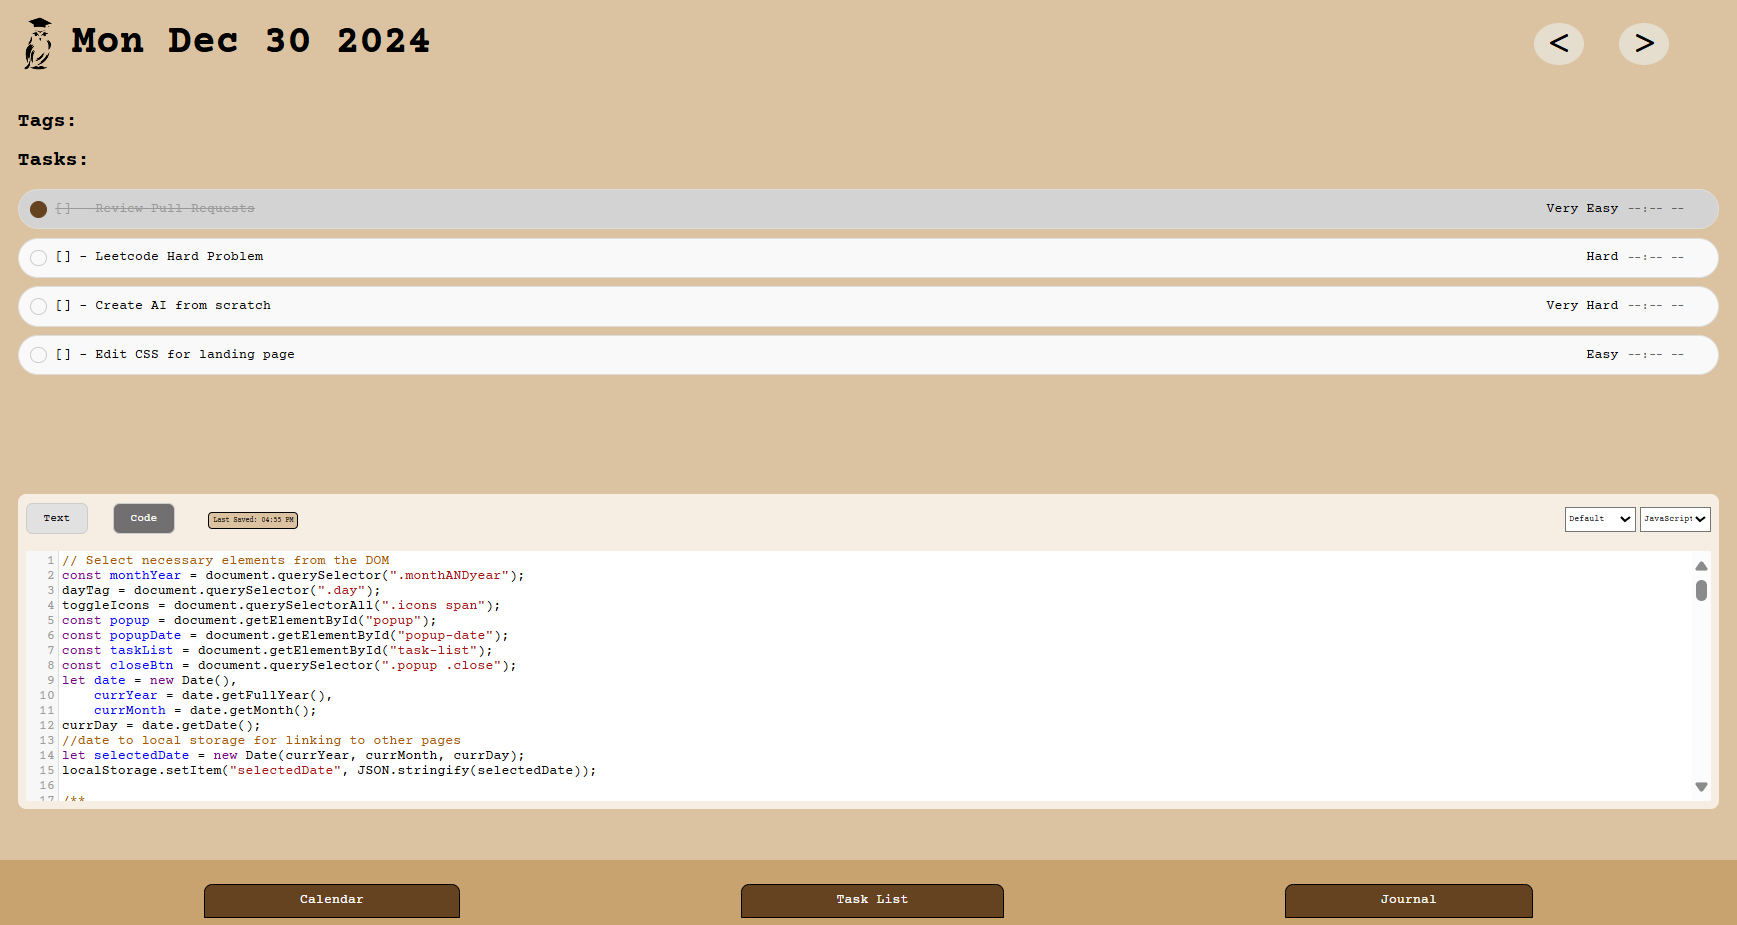 Mon Dec 30 2024
< >
Tags:
Tasks:
[] - Review Pull Requests Very Easy --:-- --
[] - Leetcode Hard Problem Hard --:-- --
[] - Create AI from scratch Very Hard --:-- --
[] - Edit CSS for landing page Easy --:-- --
Text Code Last Saved: 04:55 PM Default JavaScript
1 // Select necessary elements from the DOM
2 const monthYear = document.querySelector(".monthANDyear");
3 dayTag = document.querySelector(".day");
4 toggleIcons = document.querySelectorAll(".icons span");
5 const popup = document.getElementById("popup");
6 const popupDate = document.getElementById("popup-date");
7 const taskList = document.getElementById("task-list");
8 const closeBtn = document.querySelector(".popup .close");
9 let date = new Date(),
10     currYear = date.getFullYear(),
11     currMonth = date.getMonth();
12 currDay = date.getDate();
13 //date to local storage for linking to other pages
14 let selectedDate = new Date(currYear, currMonth, currDay);
15 localStorage.setItem("selectedDate", JSON.stringify(selectedDate));
16
17 /**
Calendar Task List Journal